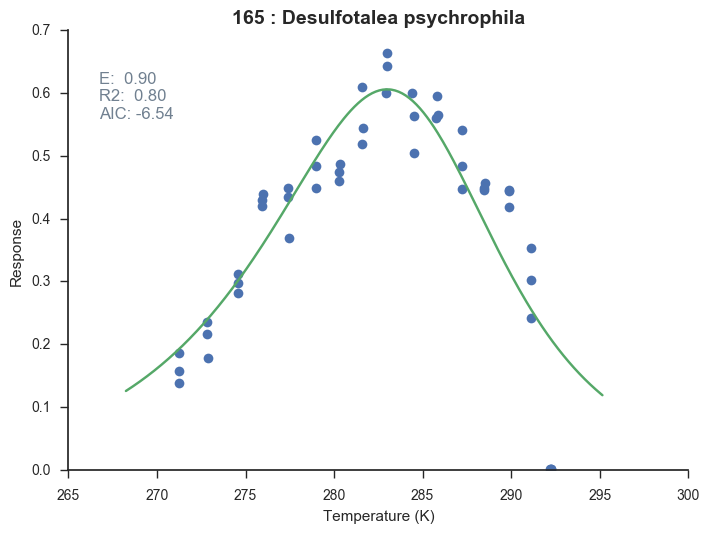 165 : Desulfotalea psychrophila
E:  0.90
R2:  0.80
AIC: -6.54
Response
0.7
0.6
0.5
0.4
0.3
0.2
0.1
0.0
265 270 275 280 285 290 295 300
Temperature (K)